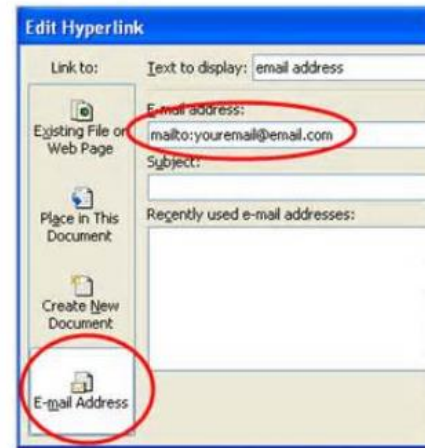 Edit Hyperlink
Link to:
Text to display: email address
Existing File or
Web Page
E-mail address:
mailto:youremail@email.com
Subject:
Place in This
Document
Recently used e-mail addresses:
Create New
Document
E-mail Address